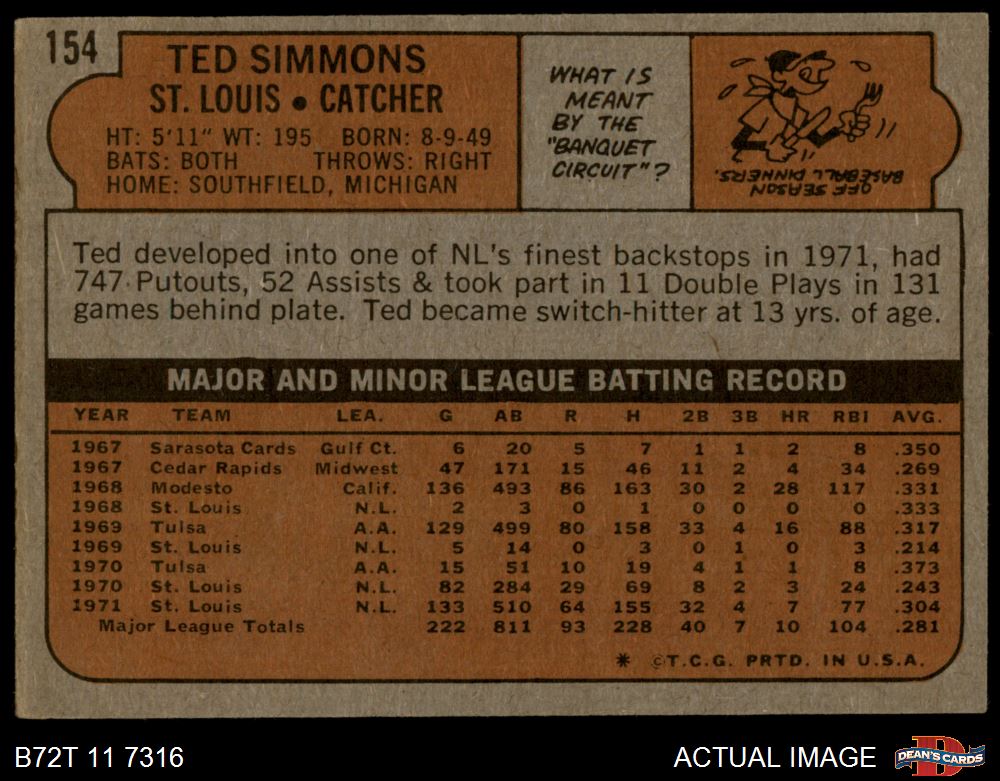 154
TED SIMMONS
ST. LOUIS • CATCHER
HT: 5'11" WT: 195 BORN: 8-9-49
BATS: BOTH THROWS: RIGHT
HOME: SOUTHFIELD, MICHIGAN
WHAT IS
MEANT
BY THE
"BANQUET
CIRCUIT"?
OFF SEASON
BASEBALL DINNERS.
Ted developed into one of NL's finest backstops in 1971, had
747 Putouts, 52 Assists & took part in 11 Double Plays in 131
games behind plate. Ted became switch-hitter at 13 yrs. of age.
MAJOR AND MINOR LEAGUE BATTING RECORD
YEAR TEAM LEA. G AB R H 2B 3B HR RBI AVG.
1967 Sarasota Cards Gulf Ct. 6 20 5 7 1 1 2 8 .350
1967 Cedar Rapids Midwest 47 171 15 46 11 2 4 34 .269
1968 Modesto Calif. 136 493 86 163 30 2 28 117 .331
1968 St. Louis N.L. 2 3 0 1 0 0 0 0 .333
1969 Tulsa A.A. 129 499 80 158 33 4 16 88 .317
1969 St. Louis N.L. 5 14 0 3 0 1 0 3 .214
1970 Tulsa A.A. 15 51 10 19 4 1 1 8 .373
1970 St. Louis N.L. 82 284 29 69 8 2 3 24 .243
1971 St. Louis N.L. 133 510 64 155 32 4 7 77 .304
Major League Totals 222 811 93 228 40 7 10 104 .281
* ©T.C.G. PRTD. IN U.S.A.
B72T 11 7316
ACTUAL IMAGE
D
DEAN'S CARDS